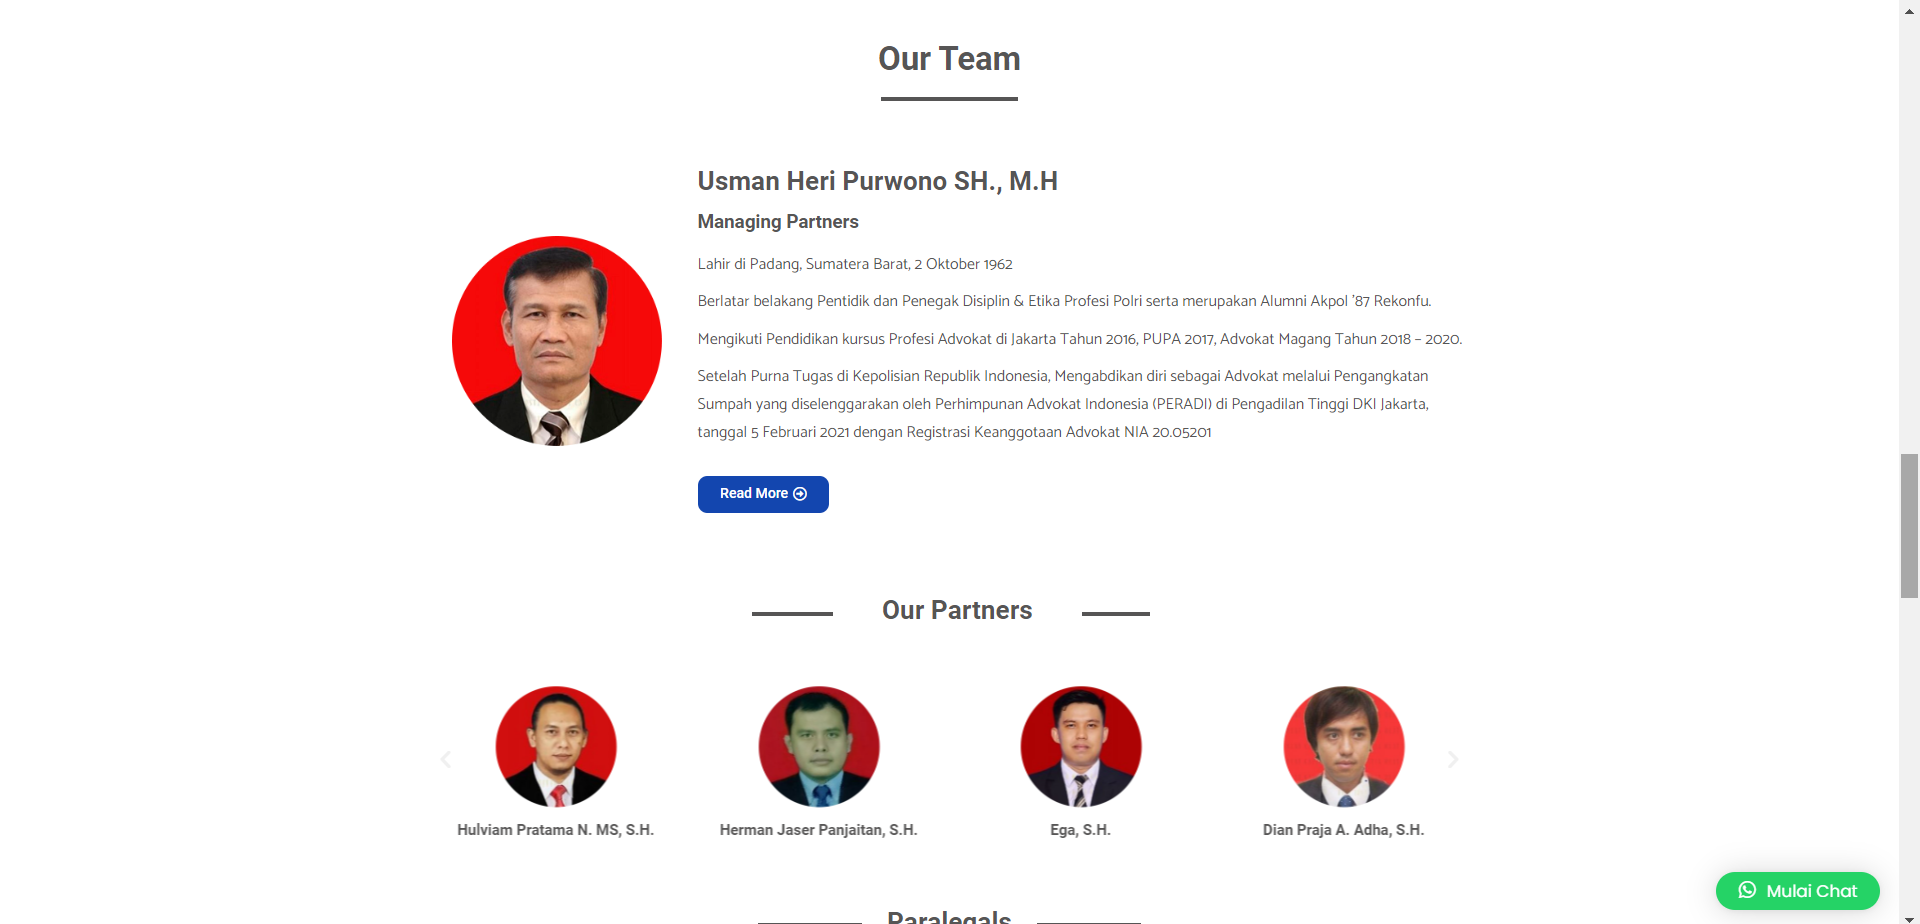 Our Team
Usman Heri Purwono SH., M.H
Managing Partners
Lahir di Padang, Sumatera Barat, 2 Oktober 1962
Berlatar belakang Pentidik dan Penegak Disiplin & Etika Profesi Polri serta merupakan Alumni Akpol '87 Rekonfu.
Mengikuti Pendidikan kursus Profesi Advokat di Jakarta Tahun 2016, PUPA 2017, Advokat Magang Tahun 2018 – 2020.
Setelah Purna Tugas di Kepolisian Republik Indonesia, Mengabdikan diri sebagai Advokat melalui Pengangkatan
Sumpah yang diselenggarakan oleh Perhimpunan Advokat Indonesia (PERADI) di Pengadilan Tinggi DKI Jakarta,
tanggal 5 Februari 2021 dengan Registrasi Keanggotaan Advokat NIA 20.05201
Read More
Our Partners
Hulviam Pratama N. MS, S.H.
Herman Jaser Panjaitan, S.H.
Ega, S.H.
Dian Praja A. Adha, S.H.
Mulai Chat
Paralegals